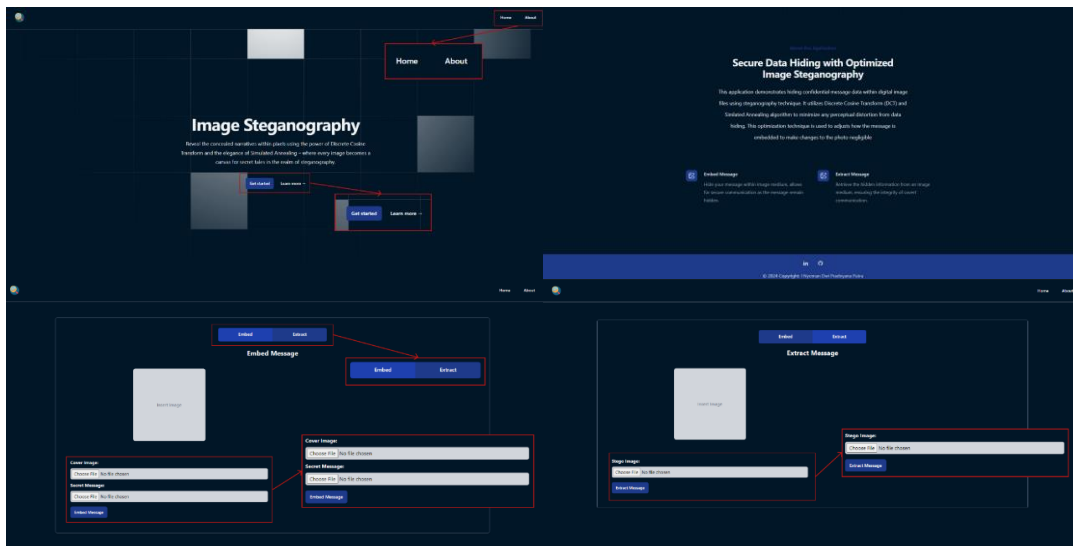 Home About
Home About
Image Steganography
Reveal the concealed narratives within pixels using the power of Discrete Cosine
Transform and the elegance of Simulated Annealing – where every image becomes a
canvas for secret tales in the realm of steganography.
Get started Learn more →
Get started Learn more →
About the Application
Secure Data Hiding with Optimized
Image Steganography
This application demonstrates hiding confidential message data within digital image
files using steganography technique. It utilizes Discrete Cosine Transform (DCT) and
Simulated Annealing algorithm to minimize any perceptual distortion from data
hiding. This optimization technique is used to adjusts how the message is
embedded to make changes to the photo negligible
Embed Message
Hide your message within image medium, allows
for secure communication as the message remain
hidden.
Extract Message
Retrieve the hidden information from an image
medium, ensuring the integrity of covert
communication.
in
Home About
Embed Extract
Embed Message
Embed Extract
Insert Image
Cover Image:
Choose File No file chosen
Secret Message:
Choose File No file chosen
Embed Message
Cover Image:
Choose File No file chosen
Secret Message:
Choose File No file chosen
Embed Message
Home About
Embed Extract
Extract Message
Insert Image
Stego Image:
Choose File No file chosen
Extract Message
Stego Image:
Choose File No file chosen
Extract Message